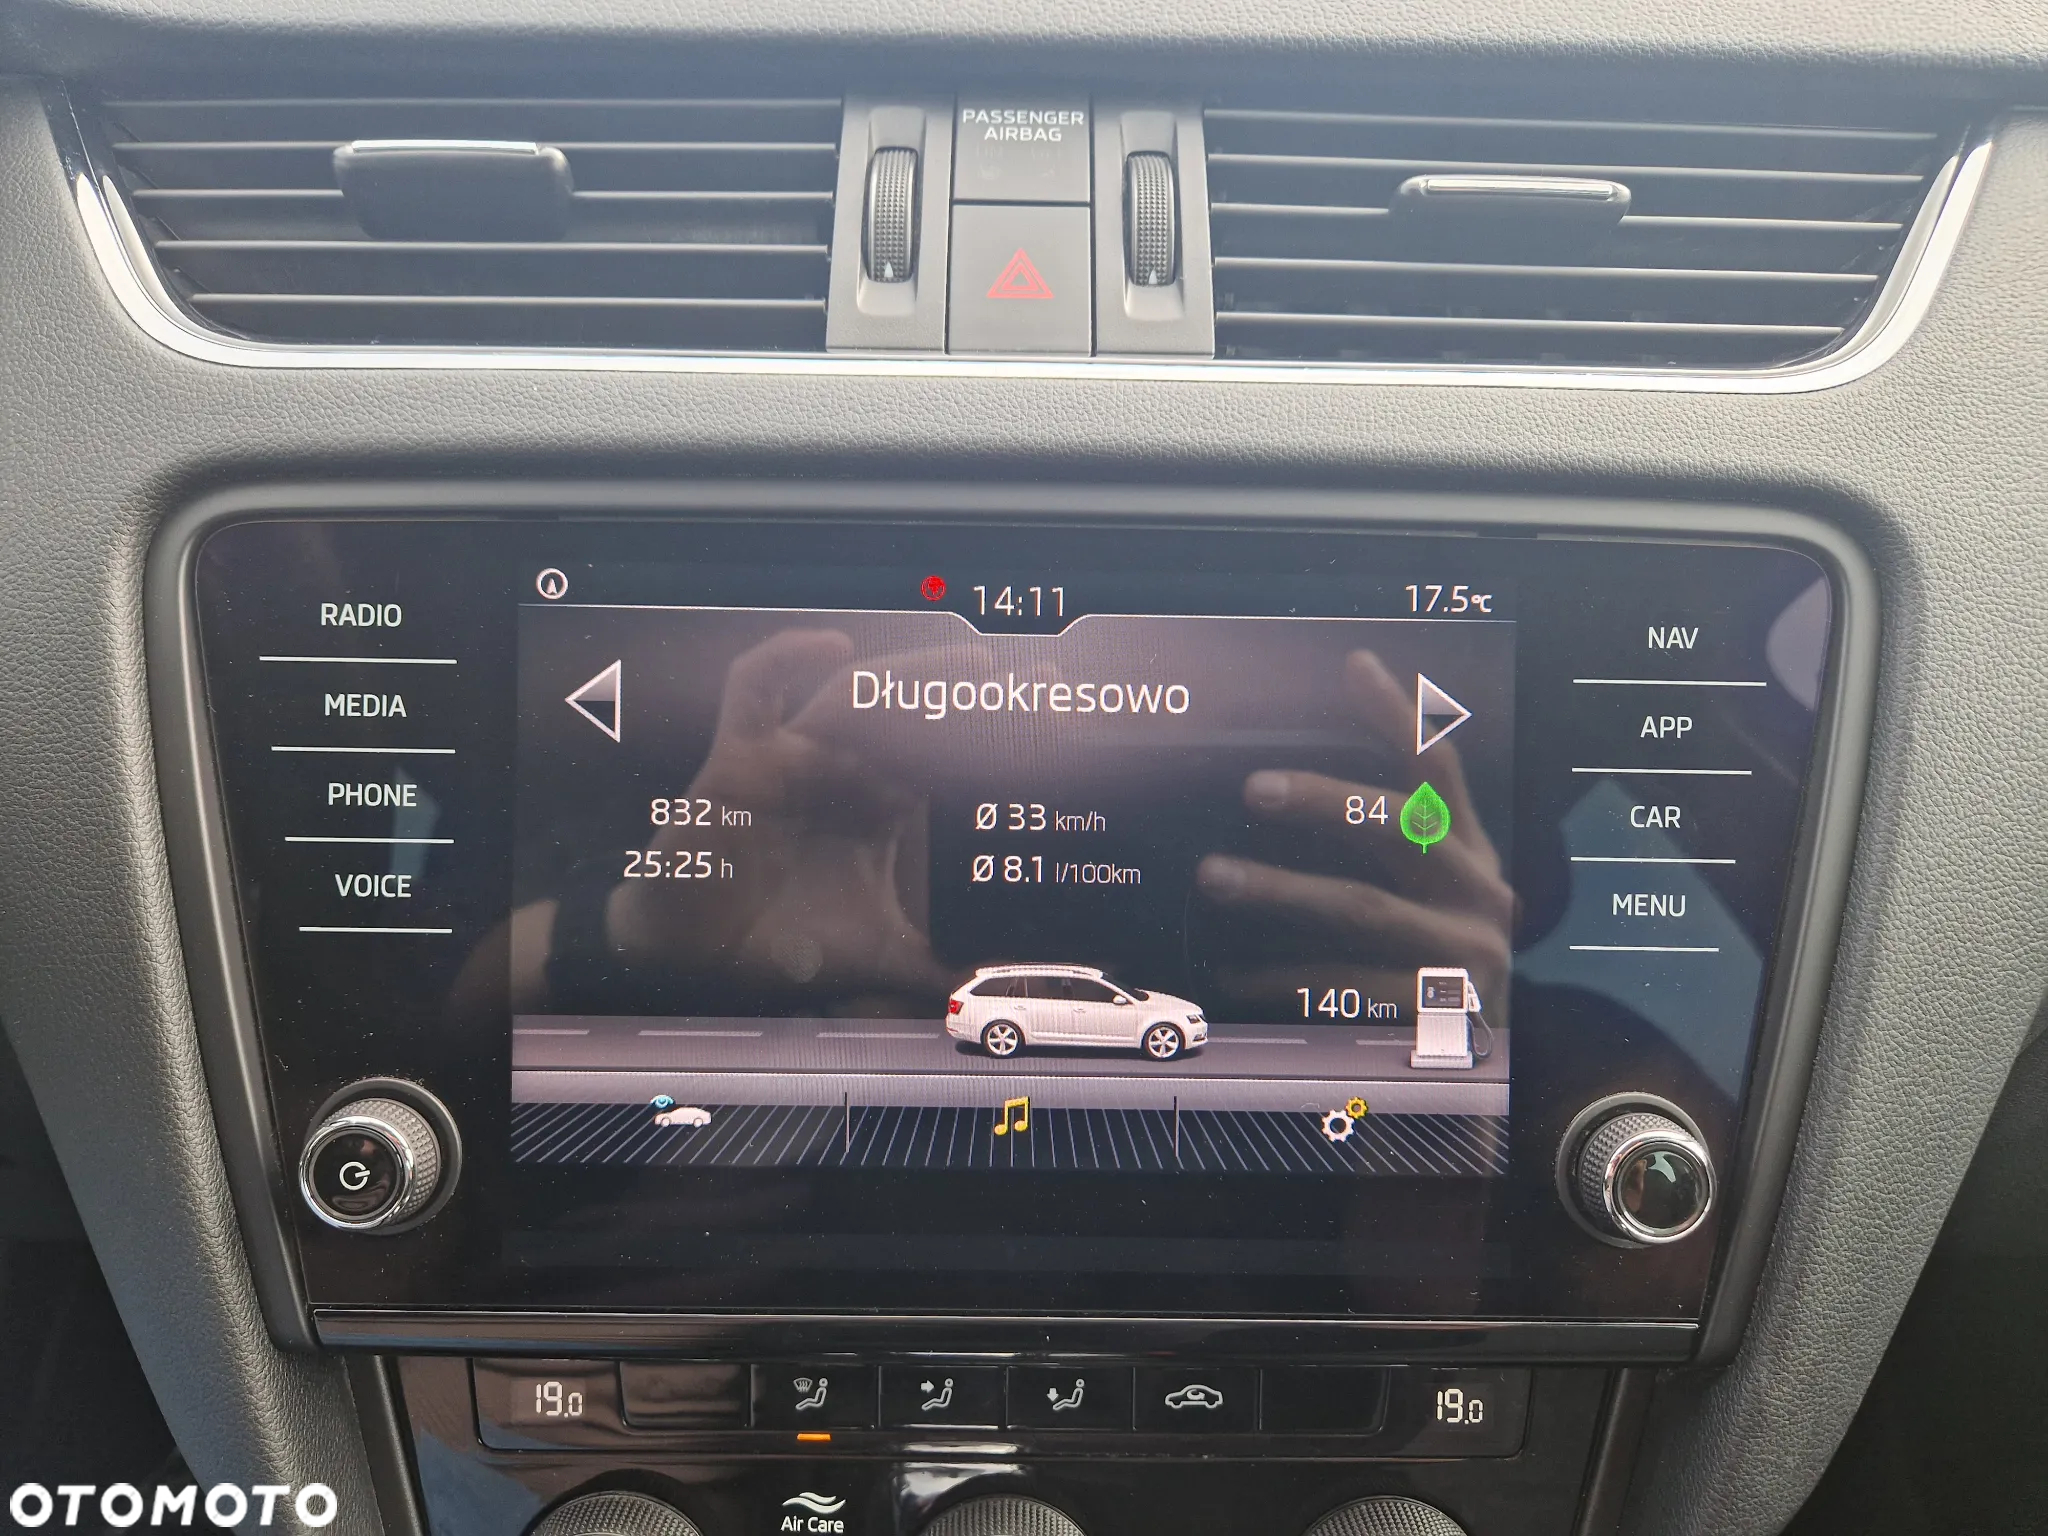 PASSENGER
AIRBAG
14:11
17.5°C
RADIO
MEDIA
PHONE
VOICE
Długookresowo
832 km
25:25 h
Ø 33 km/h
Ø 8.1 l/100km
84
140 km
NAV
APP
CAR
MENU
19.0
19.0
Air Care
OTOMOTO